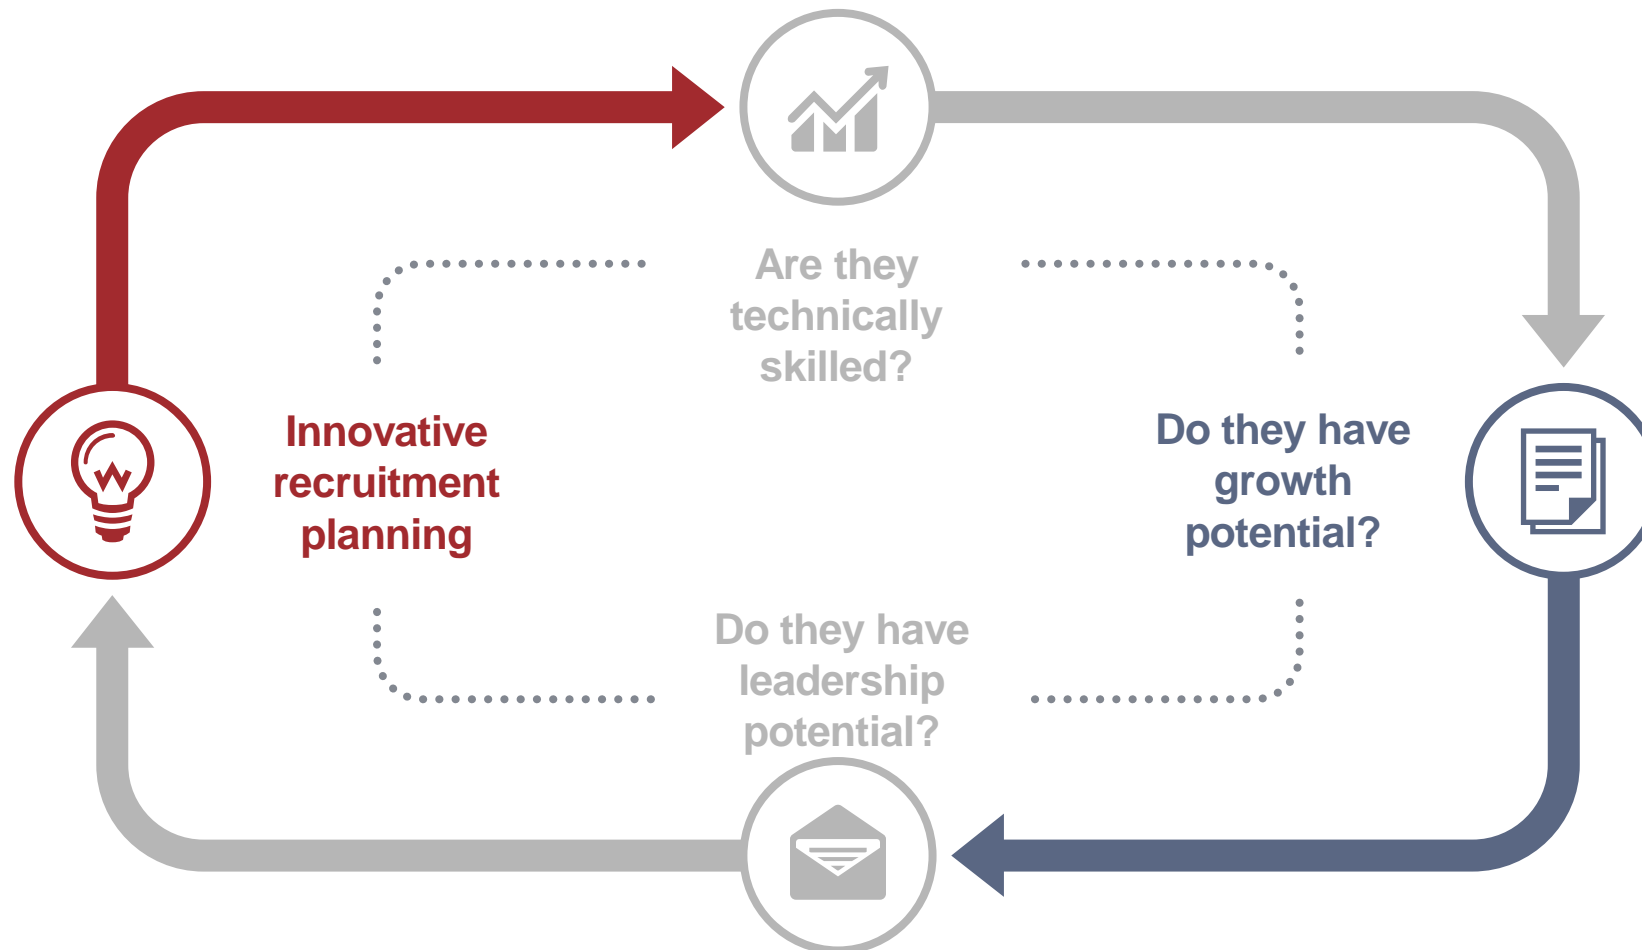 Are they
technically
skilled?
Innovative
recruitment
planning
Do they have
growth
potential?
Do they have
leadership
potential?